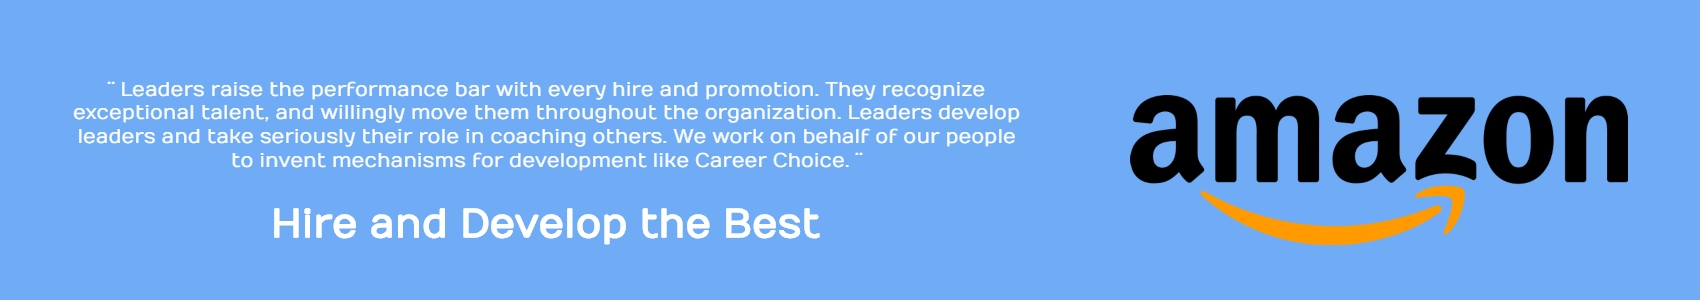 ¨ Leaders raise the performance bar with every hire and promotion. They recognize
exceptional talent, and willingly move them throughout the organization. Leaders develop
leaders and take seriously their role in coaching others. We work on behalf of our people
to invent mechanisms for development like Career Choice. ¨
Hire and Develop the Best
amazon